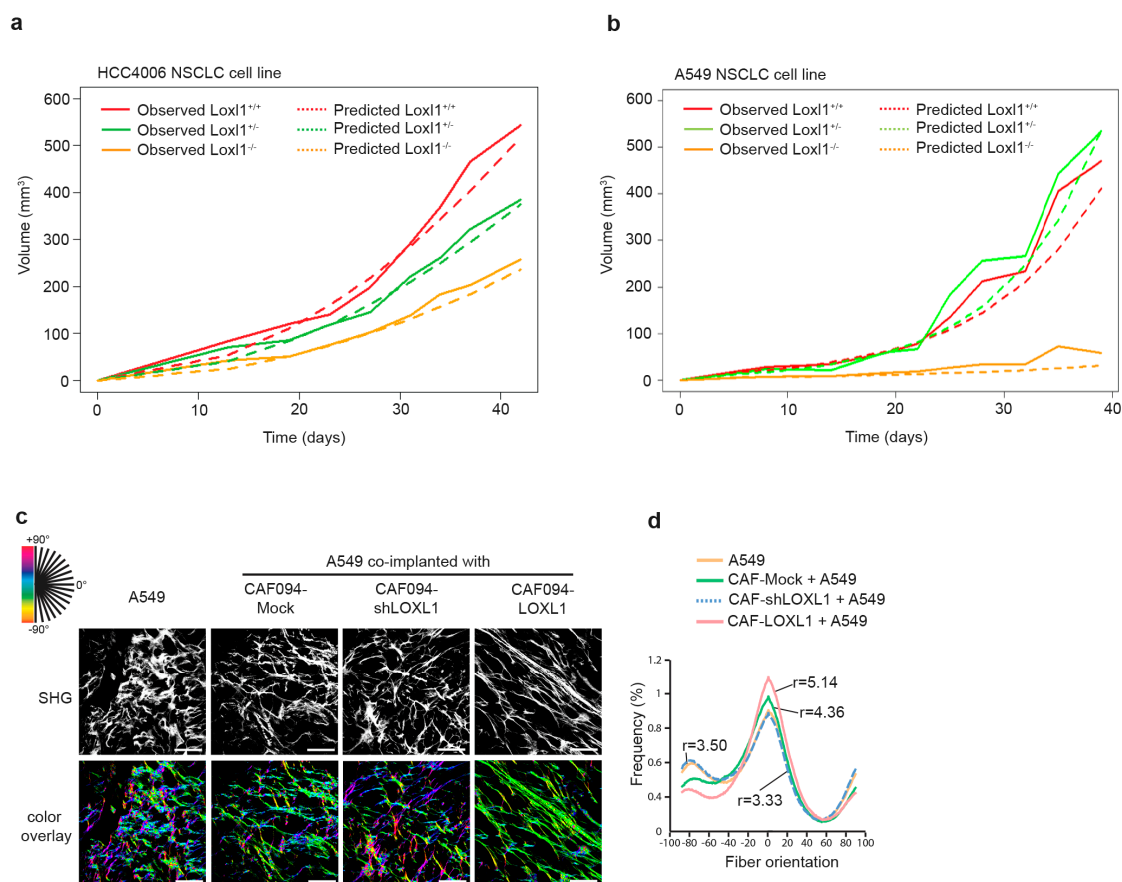 a
HCC4006 NSCLC cell line
Observed Loxl1+/+
Observed Loxl1+/-
Observed Loxl1-/-
Predicted Loxl1+/+
Predicted Loxl1+/-
Predicted Loxl1-/-
Volume (mm³)
600
500
400
300
200
100
0
0 10 20 30 40
Time (days)
b
A549 NSCLC cell line
Observed Loxl1+/+
Observed Loxl1+/-
Observed Loxl1-/-
Predicted Loxl1+/+
Predicted Loxl1+/-
Predicted Loxl1-/-
Volume (mm³)
600
500
400
300
200
100
0
0 10 20 30 40
Time (days)
c
+90°
0°
-90°
A549 co-implanted with
A549
CAF094-
Mock
CAF094-
shLOXL1
CAF094-
LOXL1
SHG
color
overlay
d
A549
CAF-Mock + A549
CAF-shLOXL1 + A549
CAF-LOXL1 + A549
Frequency (%)
1.2
1
0.8
0.6
0.4
0
r=5.14
r=4.36
r=3.50
r=3.33
-100 -80 -60 -40 -20 0 20 40 60 80 100
Fiber orientation